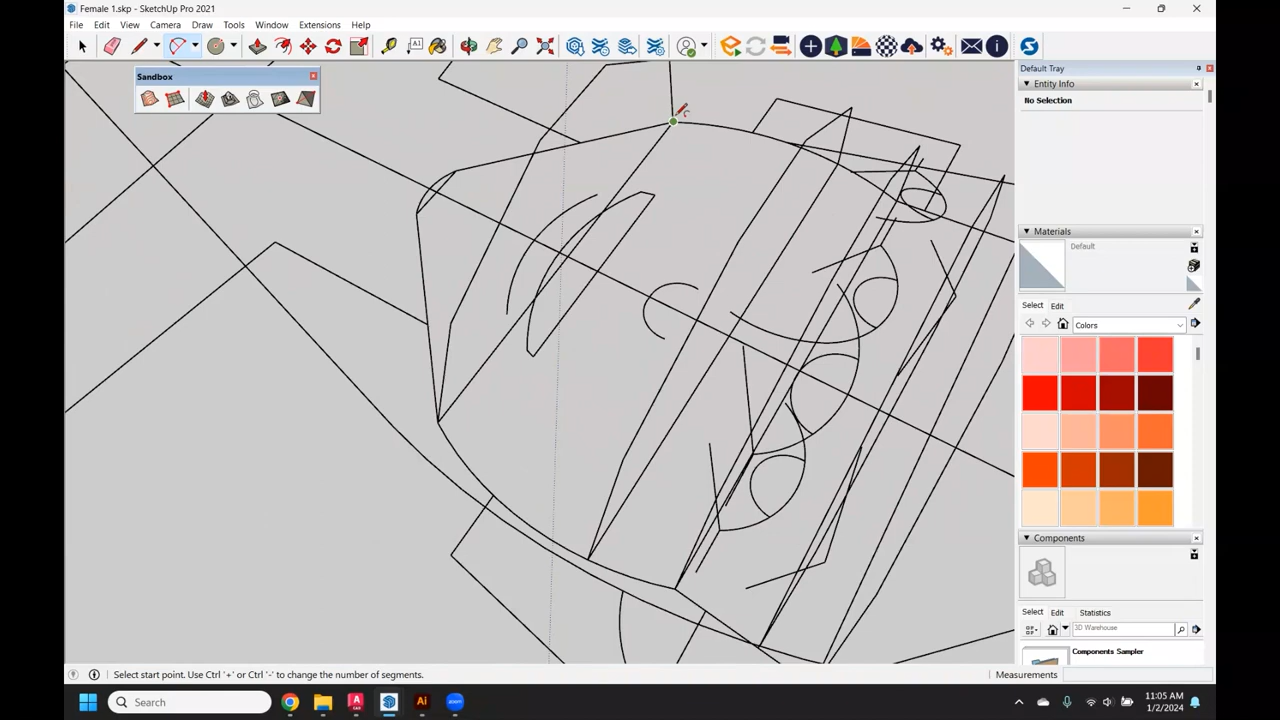 Female 1.skp - SketchUp Pro 2021
File Edit View Camera Draw Tools Window Extensions Help
Sandbox
Default Tray
Entity Info
No Selection
Materials
Default
Select Edit
Colors
Components
Select Edit Statistics
3D Warehouse
Components Sampler
Select start point. Use Ctrl '+' or Ctrl '-' to change the number of segments.
Measurements
Search
11:05 AM
1/2/2024